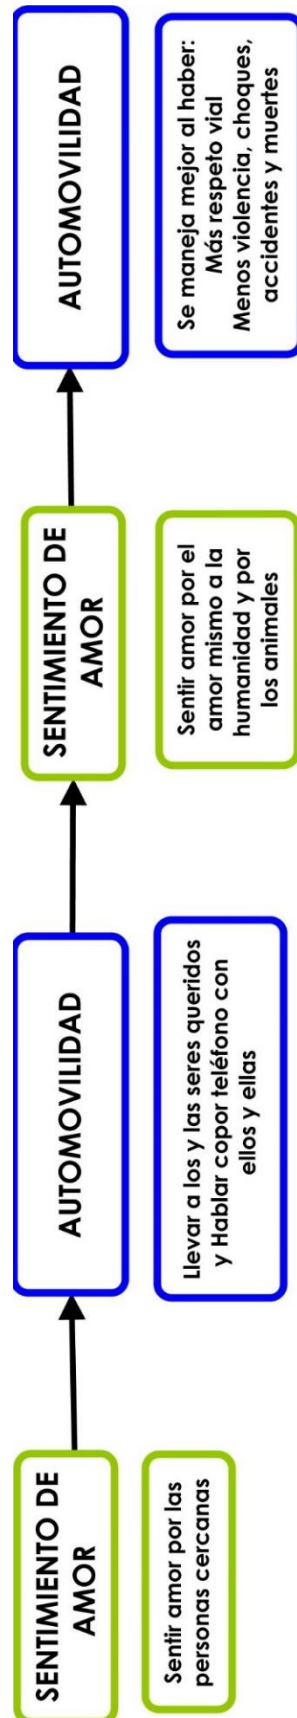 SENTIMIENTO DE
AMOR
Sentir amor por las
personas cercanas
AUTOMOVILIDAD
Llevar a los y las seres queridos
y Hablar copor teléfono con
ellos y ellas
SENTIMIENTO DE
AMOR
Sentir amor por el
amor mismo a la
humanidad y por
los animales
AUTOMOVILIDAD
Se maneja mejor al haber:
Más respeto vial
Menos violencia, choques,
accidentes y muertes